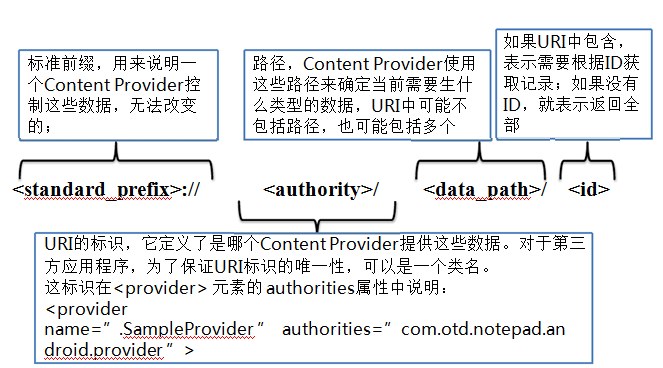 标准前缀，用来说明一
个Content Provider控
制这些数据，无法改变
的；
路径，Content Provider使用
这些路径来确定当前需要生什
么类型的数据，URI中可能不
包括路径，也可能包括多个
如果URI中包含，
表示需要根据ID获
取记录；如果没有
ID，就表示返回全
部
<standard_prefix>:// <authority>/ <data_path>/ <id>
URI的标识，它定义了是哪个Content Provider提供这些数据。对于第三
方应用程序，为了保证URI标识的唯一性，可以是一个类名。
这标识在<provider> 元素的 authorities属性中说明：
<provider
name=” .SampleProvider ” authorities=” com.otd.notepad.an
droid.provider ” >